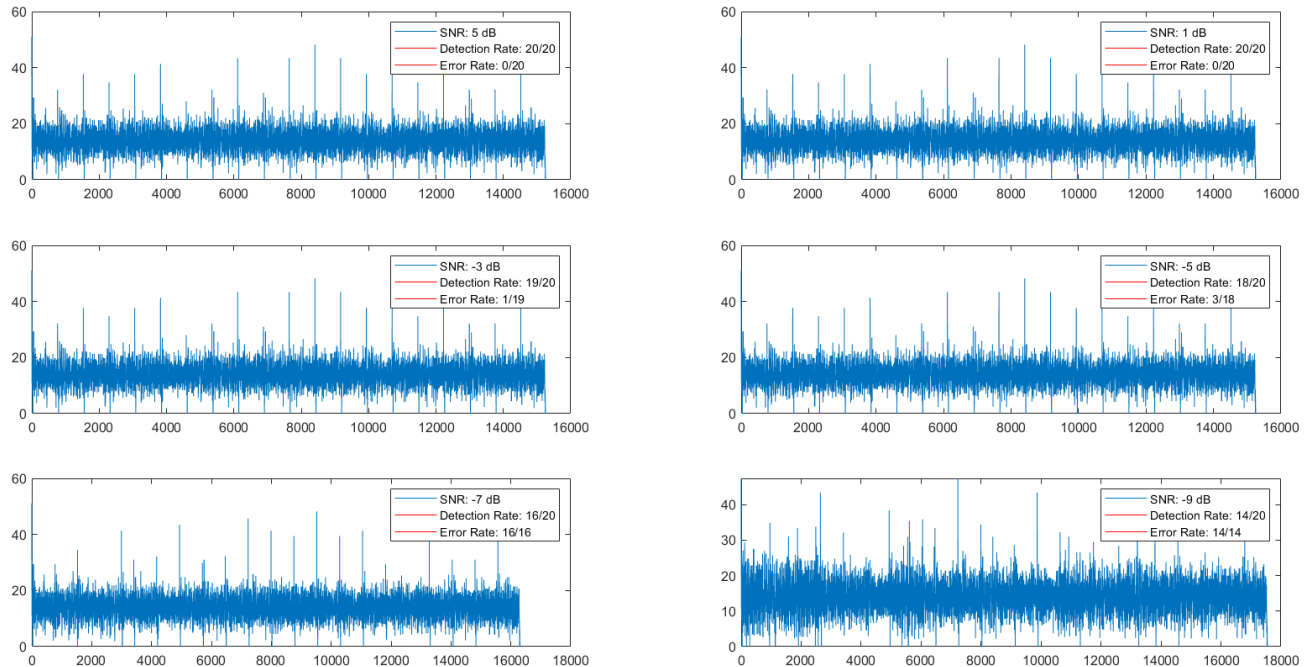 60
40
20
0
0 2000 4000 6000 8000 10000 12000 14000 16000
SNR: 5 dB
Detection Rate: 20/20
Error Rate: 0/20
60
40
20
0
0 2000 4000 6000 8000 10000 12000 14000 16000
SNR: 1 dB
Detection Rate: 20/20
Error Rate: 0/20
60
40
20
0
0 2000 4000 6000 8000 10000 12000 14000 16000
SNR: -3 dB
Detection Rate: 19/20
Error Rate: 1/19
60
40
20
0
0 2000 4000 6000 8000 10000 12000 14000 16000
SNR: -5 dB
Detection Rate: 18/20
Error Rate: 3/18
60
40
20
0
0 2000 4000 6000 8000 10000 12000 14000 16000 18000
SNR: -7 dB
Detection Rate: 16/20
Error Rate: 16/16
40
30
20
10
0
0 2000 4000 6000 8000 10000 12000 14000 16000 18000
SNR: -9 dB
Detection Rate: 14/20
Error Rate: 14/14